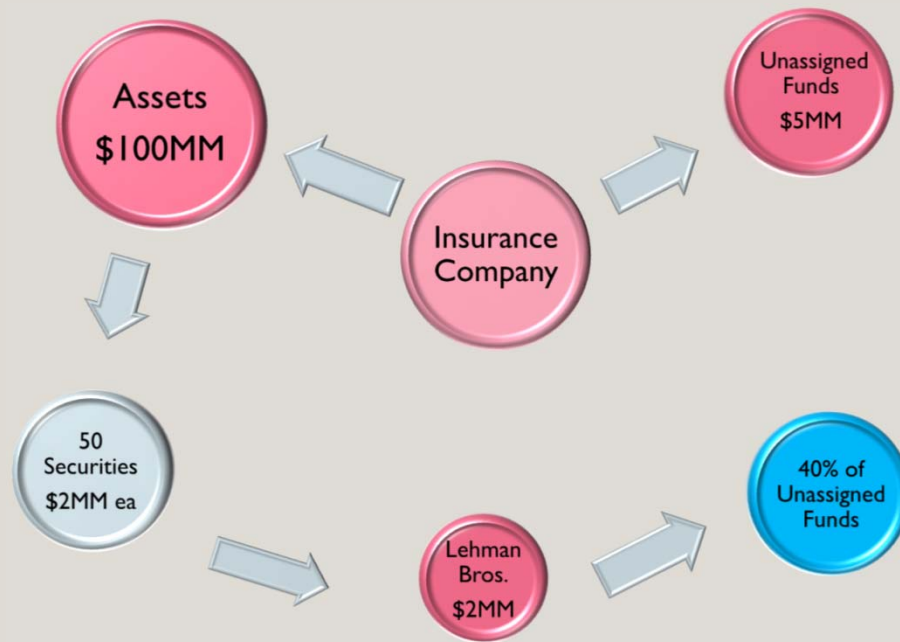 Assets
$100MM
Unassigned
Funds
$5MM
Insurance
Company
50
Securities
$2MM ea
Lehman
Bros.
$2MM
40% of
Unassigned
Funds